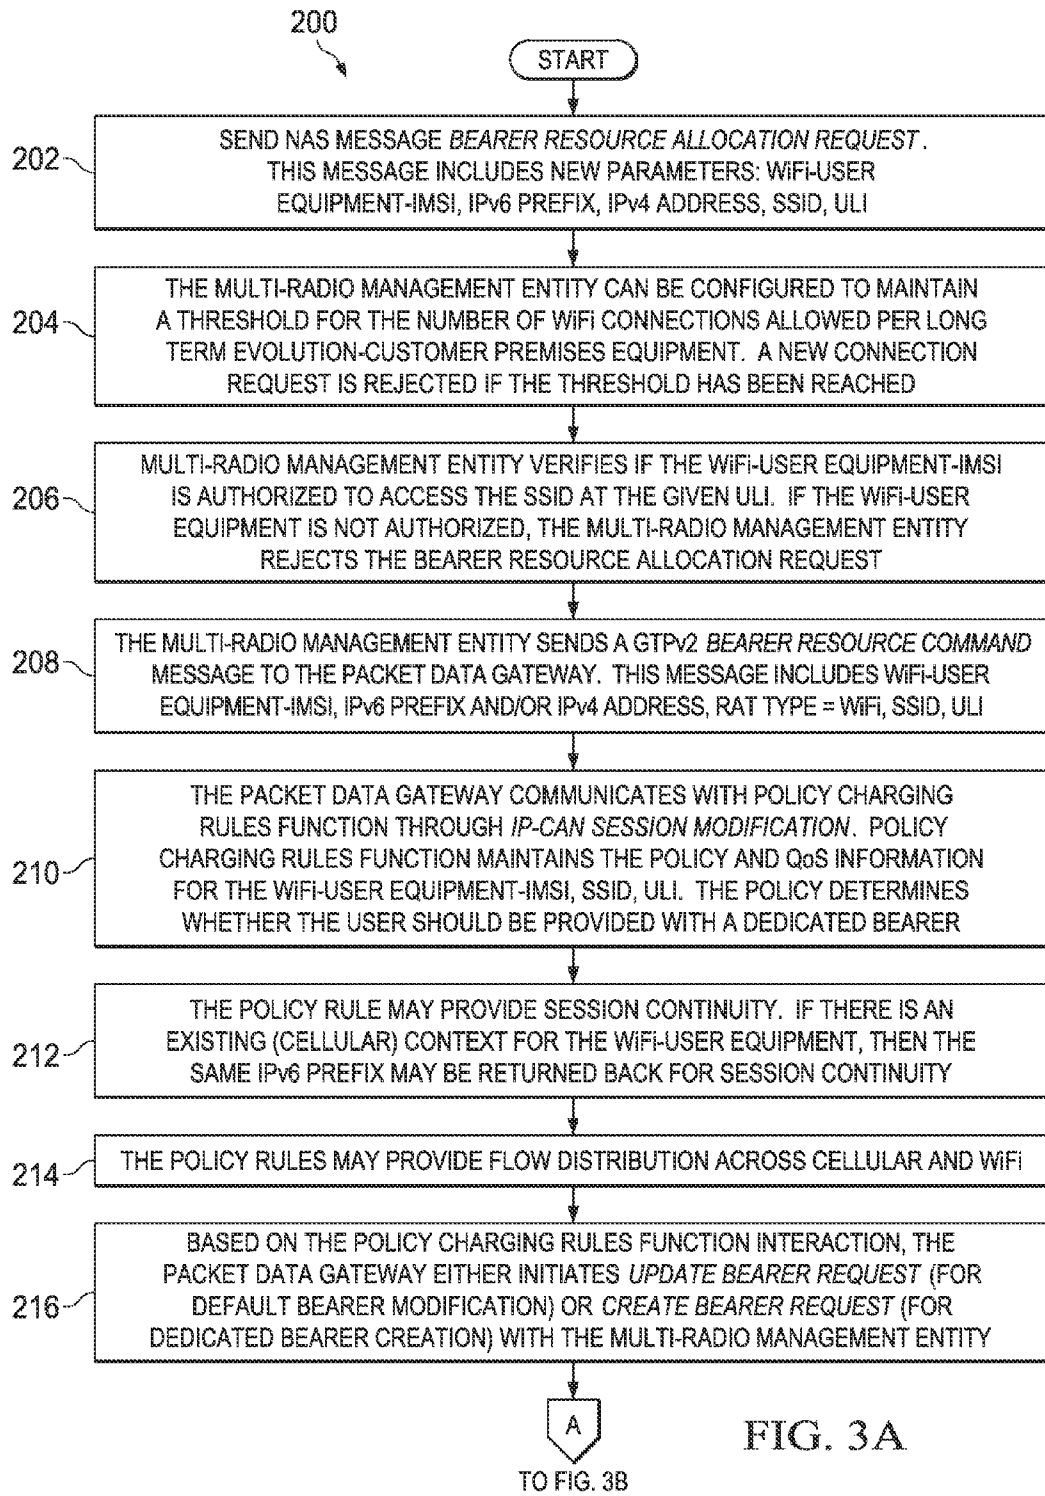 200
START
202
SEND NAS MESSAGE BEARER RESOURCE ALLOCATION REQUEST.
THIS MESSAGE INCLUDES NEW PARAMETERS: WiFi-USER
EQUIPMENT-IMSI, IPv6 PREFIX, IPv4 ADDRESS, SSID, ULI
204
THE MULTI-RADIO MANAGEMENT ENTITY CAN BE CONFIGURED TO MAINTAIN
A THRESHOLD FOR THE NUMBER OF WiFi CONNECTIONS ALLOWED PER LONG
TERM EVOLUTION-CUSTOMER PREMISES EQUIPMENT. A NEW CONNECTION
REQUEST IS REJECTED IF THE THRESHOLD HAS BEEN REACHED
206
MULTI-RADIO MANAGEMENT ENTITY VERIFIES IF THE WiFi-USER EQUIPMENT-IMSI
IS AUTHORIZED TO ACCESS THE SSID AT THE GIVEN ULI. IF THE WiFi-USER
EQUIPMENT IS NOT AUTHORIZED, THE MULTI-RADIO MANAGEMENT ENTITY
REJECTS THE BEARER RESOURCE ALLOCATION REQUEST
208
THE MULTI-RADIO MANAGEMENT ENTITY SENDS A GTPv2 BEARER RESOURCE COMMAND
MESSAGE TO THE PACKET DATA GATEWAY. THIS MESSAGE INCLUDES WiFi-USER
EQUIPMENT-IMSI, IPv6 PREFIX AND/OR IPv4 ADDRESS, RAT TYPE = WiFi, SSID, ULI
210
THE PACKET DATA GATEWAY COMMUNICATES WITH POLICY CHARGING
RULES FUNCTION THROUGH IP-CAN SESSION MODIFICATION. POLICY
CHARGING RULES FUNCTION MAINTAINS THE POLICY AND QoS INFORMATION
FOR THE WiFi-USER EQUIPMENT-IMSI, SSID, ULI. THE POLICY DETERMINES
WHETHER THE USER SHOULD BE PROVIDED WITH A DEDICATED BEARER
212
THE POLICY RULE MAY PROVIDE SESSION CONTINUITY. IF THERE IS AN
EXISTING (CELLULAR) CONTEXT FOR THE WiFi-USER EQUIPMENT, THEN THE
SAME IPv6 PREFIX MAY BE RETURNED BACK FOR SESSION CONTINUITY
214
THE POLICY RULES MAY PROVIDE FLOW DISTRIBUTION ACROSS CELLULAR AND WiFi
216
BASED ON THE POLICY CHARGING RULES FUNCTION INTERACTION, THE
PACKET DATA GATEWAY EITHER INITIATES UPDATE BEARER REQUEST (FOR
DEFAULT BEARER MODIFICATION) OR CREATE BEARER REQUEST (FOR
DEDICATED BEARER CREATION) WITH THE MULTI-RADIO MANAGEMENT ENTITY
A
TO FIG. 3B
FIG. 3A